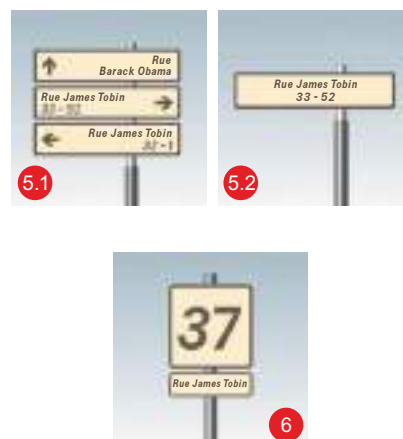 Rue
Barack Obama
Rue James Tobin
Rue James Tobin
5.1
Rue James Tobin
33 - 52
5.2
37
Rue James Tobin
6